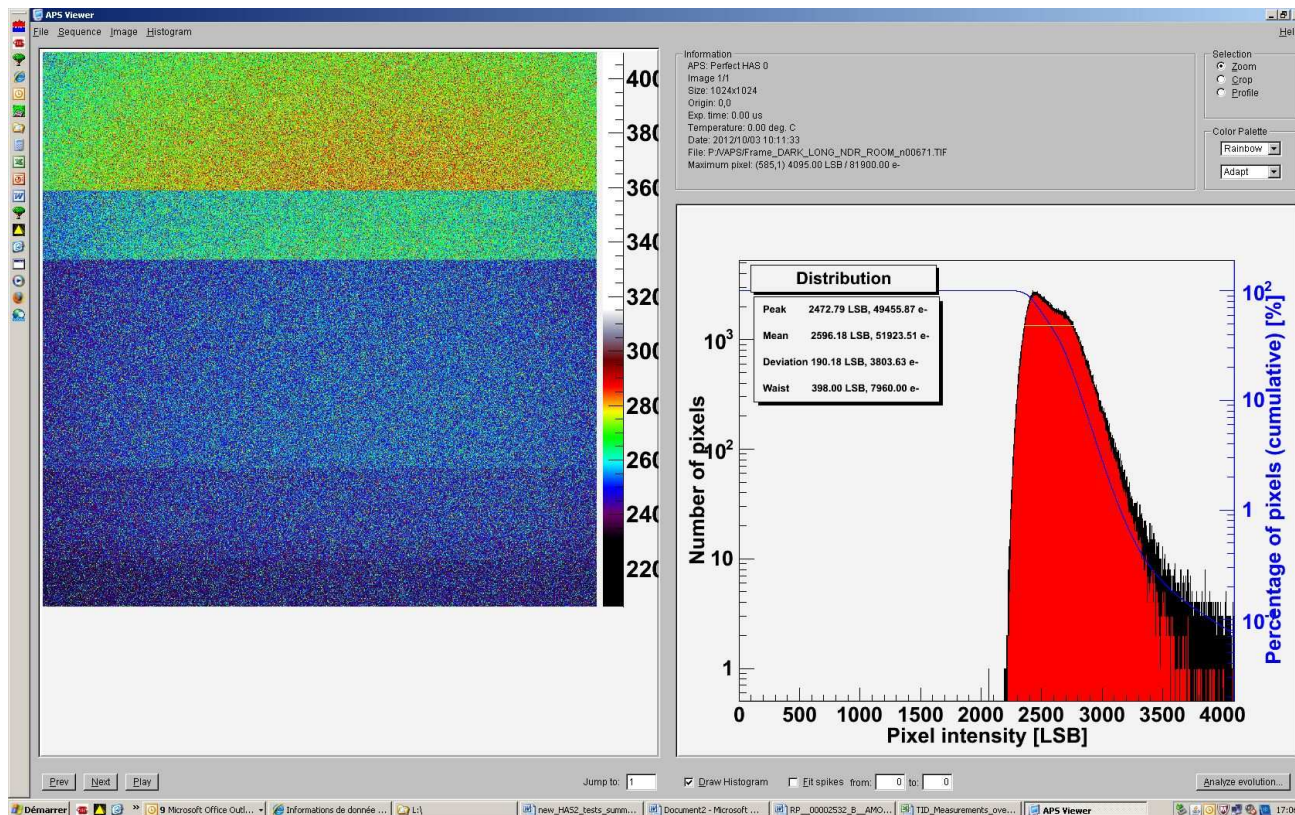 APS Viewer
File Sequence Image Histogram Hel
400
380
360
340
320
300
280
260
240
220
Information
APS: Perfect HAS 0
Image 1/1
Size: 1024x1024
Origin: 0,0
Exp. time: 0.00 us
Temperature: 0.00 deg. C
Date: 2012/10/03 10:11:33
File: P:/VAPS/Frame_DARK_LONG_NDR_ROOM_n00671.TIF
Maximum pixel: (585,1) 4095.00 LSB / 81900.00 e-
Selection
Zoom
Crop
Profile
Color Palette
Rainbow
Adapt
Distribution
Peak 2472.79 LSB, 49455.87 e-
Mean 2596.18 LSB, 51923.51 e-
Deviation 190.18 LSB, 3803.63 e-
Waist 398.00 LSB, 7960.00 e-
Number of pixels
10³
10²
10
1
0 500 1000 1500 2000 2500 3000 3500 4000
Pixel intensity [LSB]
10²
10
1
10⁻
Percentage of pixels (cumulative) [%]
Prev Next Play
Jump to: 1
Draw Histogram Fit spikes from: 0 to: 0
Analyze evolution...
Démarrer
9 Microsoft Office Outl...
Informations de donnée ...
L:\
new_HAS2_tests_summ...
Document2 - Microsoft ...
RP__00002532_B__AMO...
TID_Measurements_ove...
APS Viewer